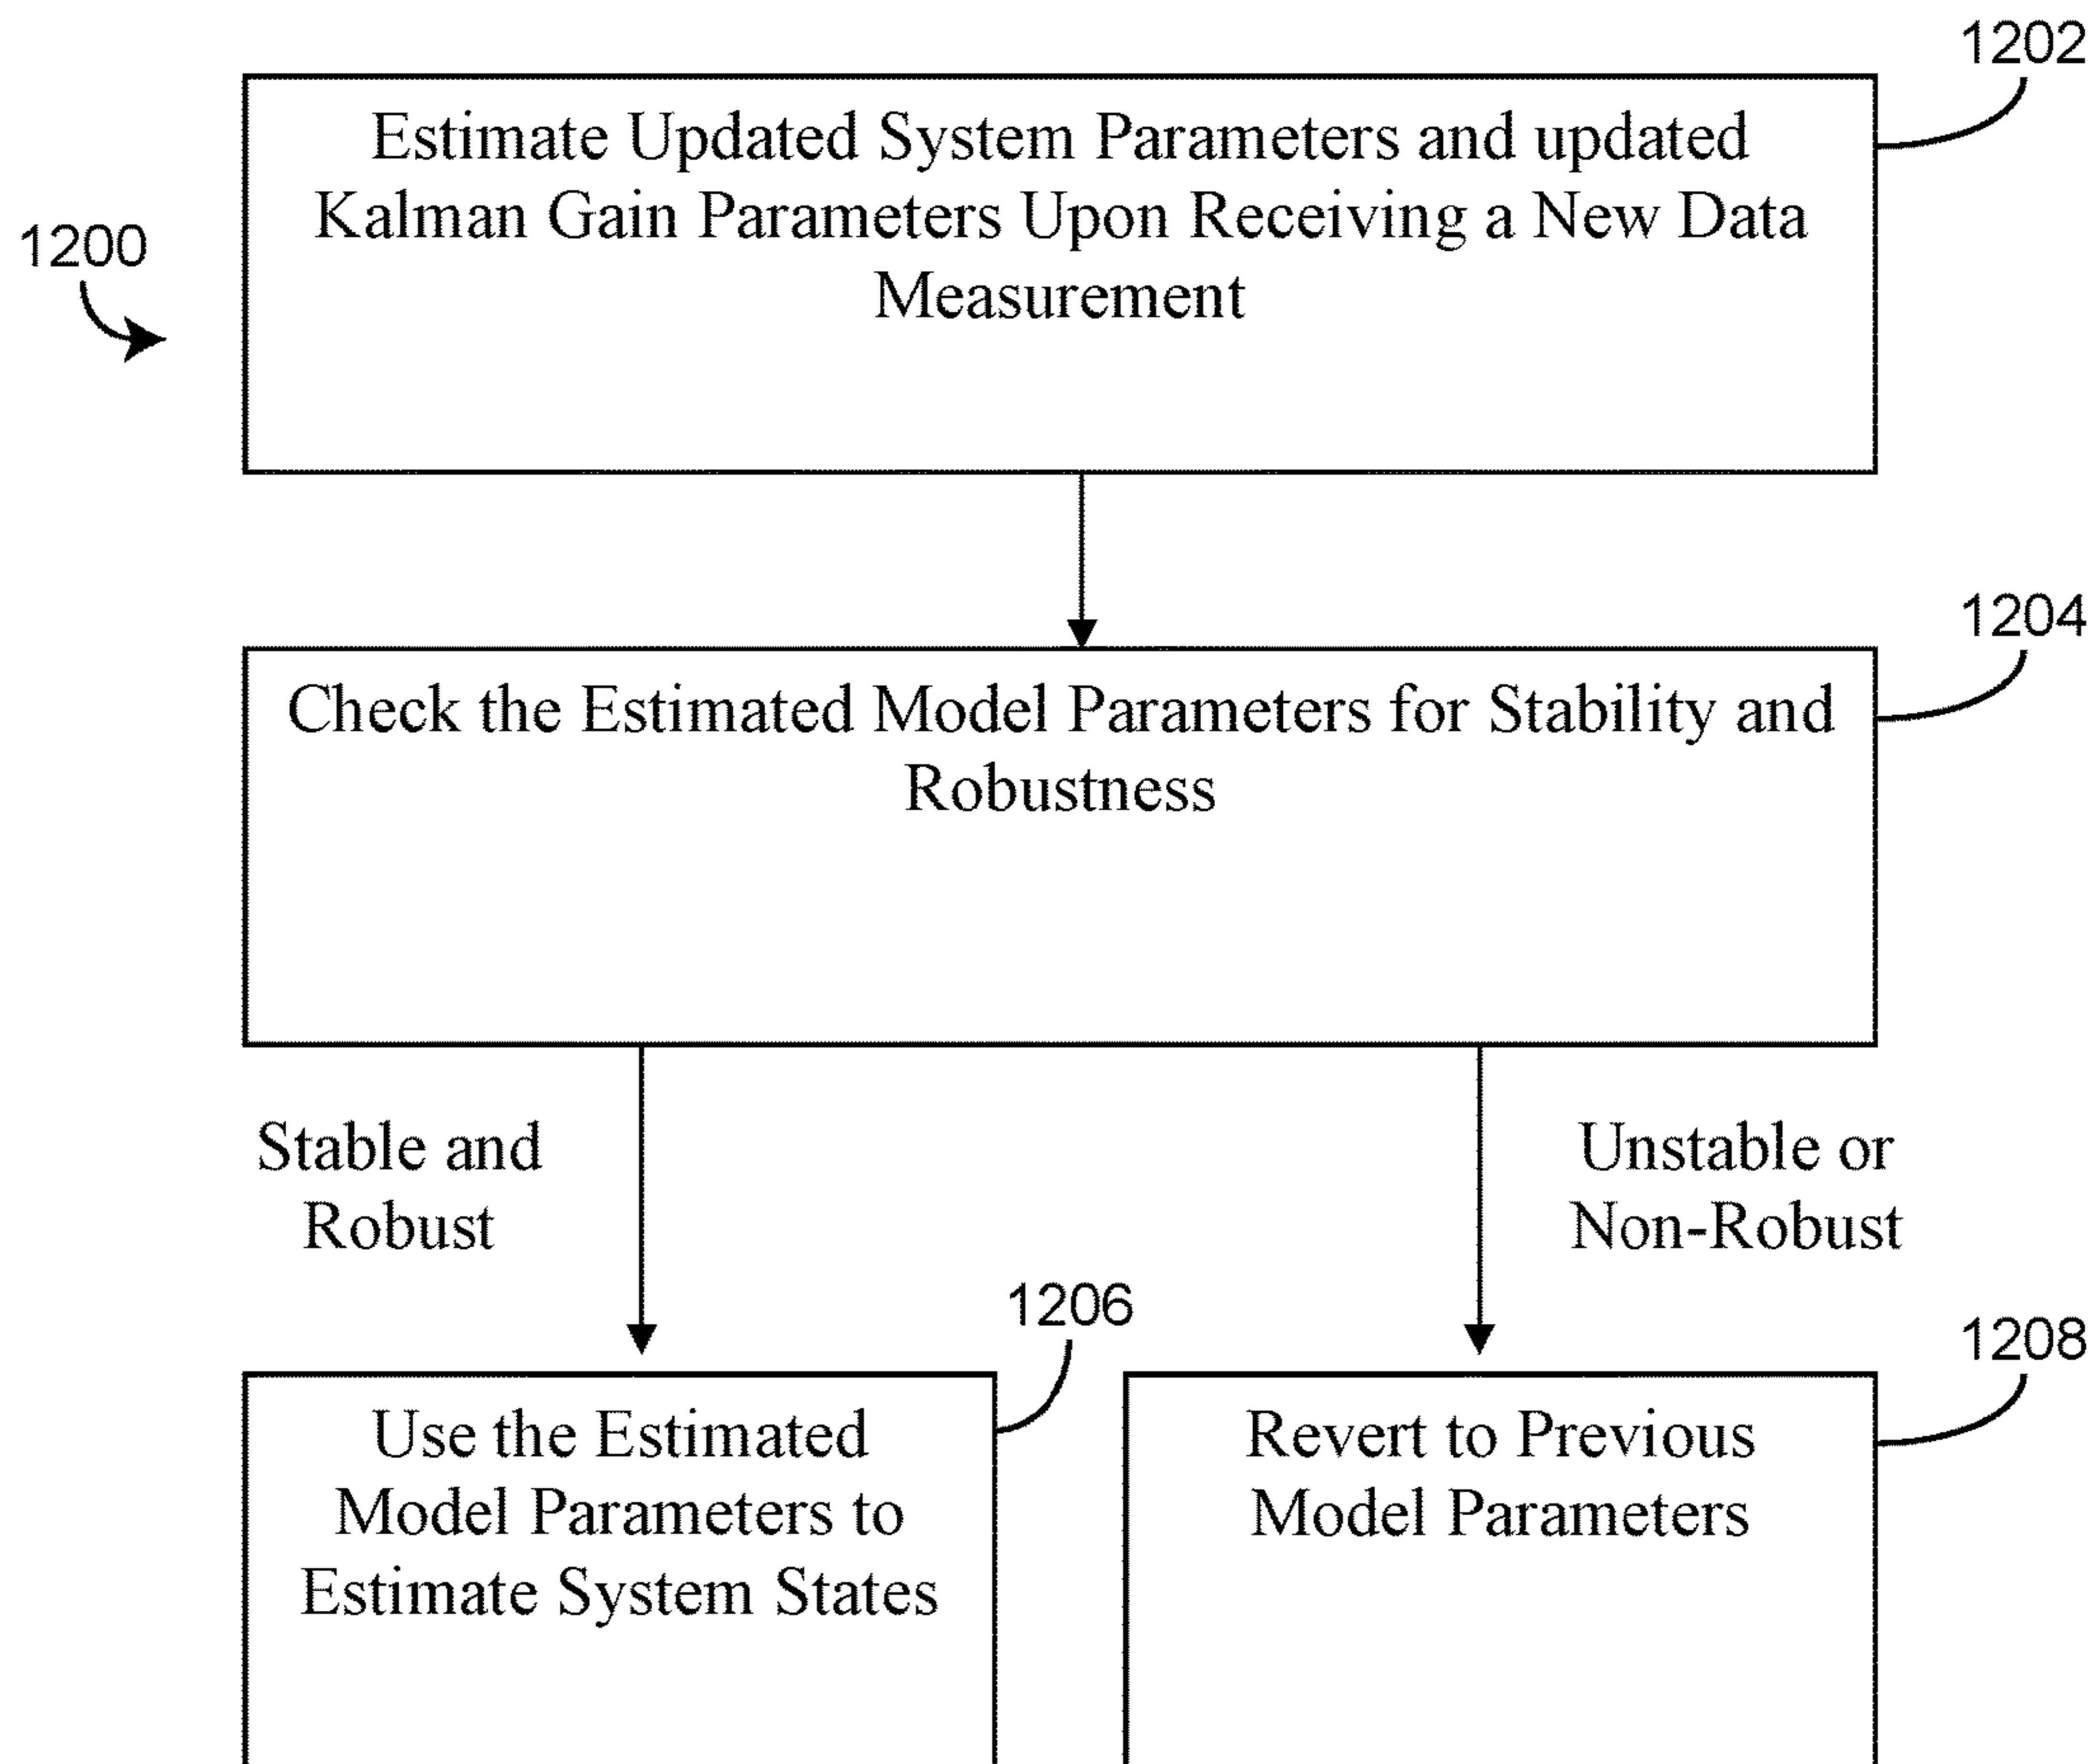 1202
Estimate Updated System Parameters and updated
Kalman Gain Parameters Upon Receiving a New Data
Measurement
1200
1204
Check the Estimated Model Parameters for Stability and
Robustness
Stable and
Robust
Unstable or
Non-Robust
1206
1208
Use the Estimated
Model Parameters to
Estimate System States
Revert to Previous
Model Parameters